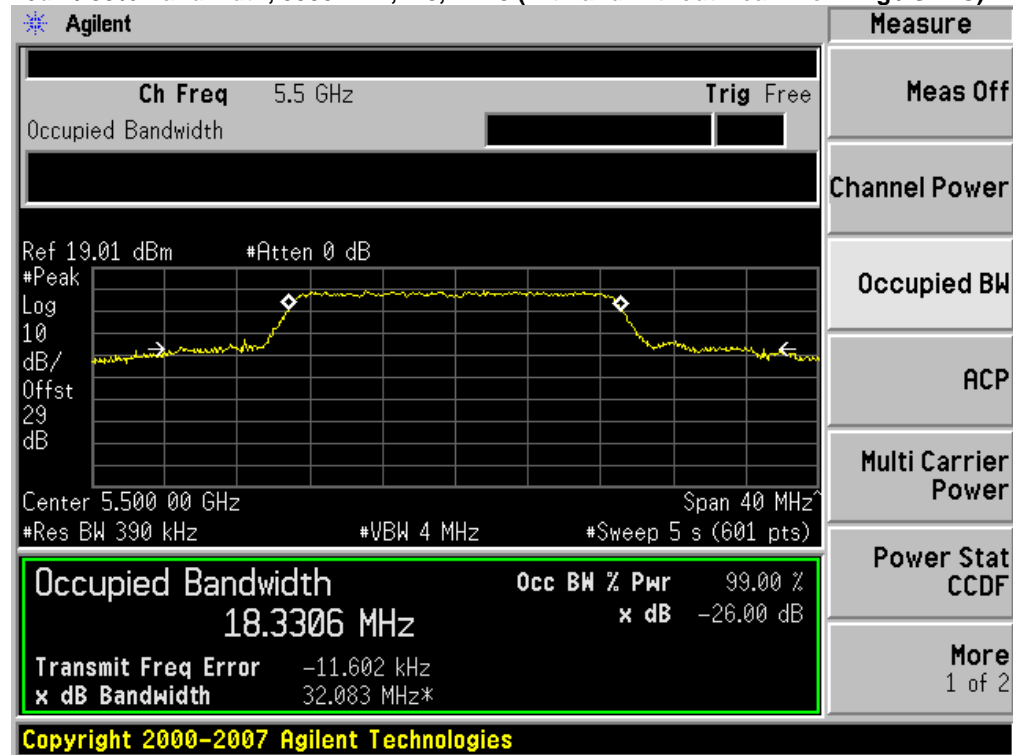 Agilent
Measure
Ch Freq 5.5 GHz Trig Free
Occupied Bandwidth
Meas Off
Channel Power
Occupied BW
ACP
Multi Carrier
Power
Power Stat
CCDF
More
1 of 2
Ref 19.01 dBm #Atten 0 dB
#Peak
Log
10
dB/
Offst
29
dB
Center 5.500 00 GHz Span 40 MHz^
#Res BW 390 kHz #VBW 4 MHz #Sweep 5 s (601 pts)
Occupied Bandwidth
18.3306 MHz
Occ BW % Pwr 99.00 %
x dB -26.00 dB
Transmit Freq Error -11.602 kHz
x dB Bandwidth 32.083 MHz*
Copyright 2000-2007 Agilent Technologies